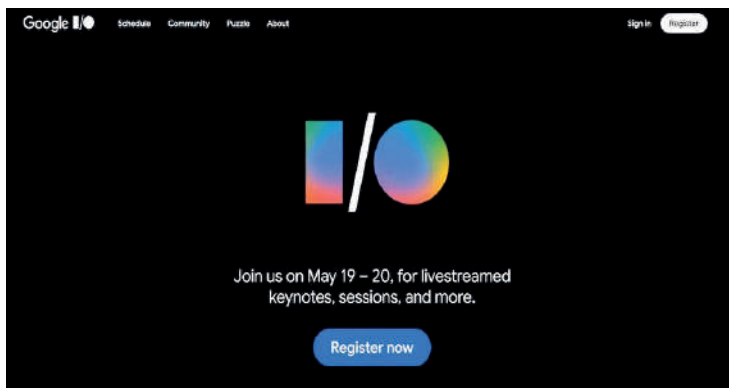 Google I/O
Schedule Community Puzzle About
Sign in Register
I/O
Join us on May 19 – 20, for livestreamed
keynotes, sessions, and more.
Register now